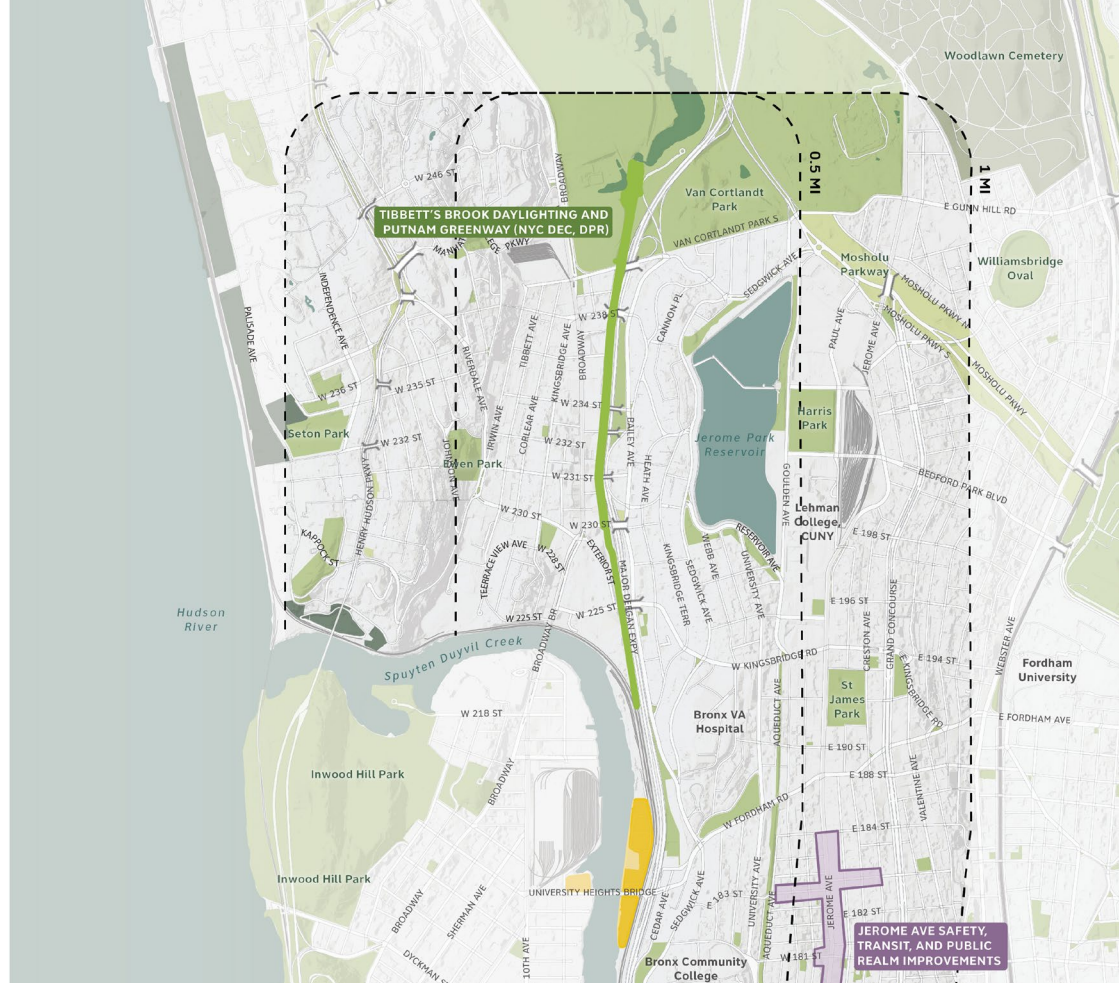 Woodlawn Cemetery
0.5 MI
1 MI
W 246 ST
BROADWAY
Van Cortlandt
Park
E GUNN HILL RD
TIBBETT'S BROOK DAYLIGHTING AND
PUTNAM GREENWAY (NYC DEC, DPR)
VAN CORTLANDT PARK S
PKWY
Mosholu
Parkway
Williamsbridge
Oval
SEDGWICK AVE
MOSHOLU PKWY N
MOSHOLU PKWY S
MOSHOLU PKWY
INDEPENDENCE AVE
PALISADE AVE
CANNON PL
W 238 ST
PAUL AVE
JEROME AVE
TIBBETT AVE
KINGSBRIDGE AVE
BROADWAY
RIVERDALE AVE
W 236 ST
W 235 ST
W 234 ST
IRWIN AVE
CORLEAR AVE
Harris
Park
Seton Park
W 232 ST
W 232 ST
BAILEY AVE
Jerome Park
Reservoir
Ewen Park
JOHNSON AVE
HENRY HUDSON PKWY
W 231 ST
HEATH AVE
GOULDEN AVE
BEDFORD PARK BLVD
W 230 ST
W 230 ST
Lehman
College,
CUNY
E 198 ST
KAPPOCK ST
TEERRACE VIEW AVE
W 228 ST
EXTERIOR ST
MAJOR DEEGAN EXPY
KINGSBRIDGE TERR
SEDGWICK AVE
WEBB AVE
RESERVOIR AVE
UNIVERSITY AVE
Hudson
River
W 225 ST
W 225 ST
E 196 ST
CRESTON AVE
GRAND CONCOURSE
WEBSTER AVE
Spuyten Duyvil Creek
BROADWAY BR
W KINGSBRIDGE RD
E 194 ST
E KINGSBRIDGE RD
Fordham
University
St
James
Park
W 218 ST
Bronx VA
Hospital
AQUEDUCT AVE
E FORDHAM AVE
E 190 ST
Inwood Hill Park
BROADWAY
E 188 ST
VALENTINE AVE
W FORDHAM RD
E 184 ST
Inwood Hill Park
UNIVERSITY HEIGHTS BRIDGE
BROADWAY
SHERMAN AVE
CEDAR AVE
SEDGWICK AVE
E 183 ST
UNIVERSITY AVE
AQUEDUCT AVE
JEROME AVE
E 182 ST
JEROME AVE SAFETY,
TRANSIT, AND PUBLIC
REALM IMPROVEMENTS
DYCKMAN S
10TH AVE
Bronx Community
College
W 181 ST